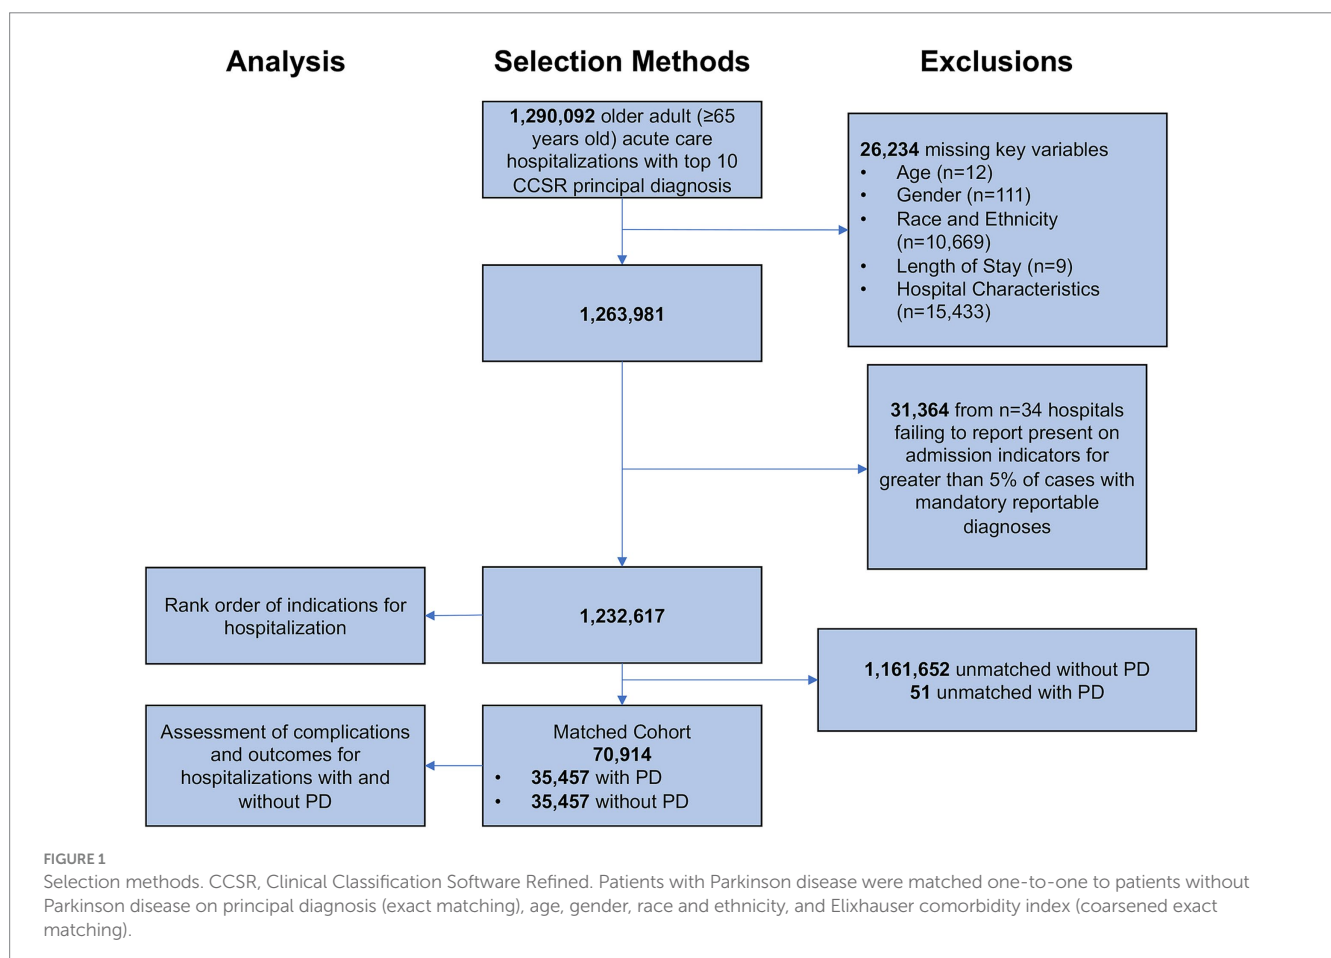 Analysis
Selection Methods
Exclusions
1,290,092 older adult (≥65
years old) acute care
hospitalizations with top 10
CCSR principal diagnosis
26,234 missing key variables
• Age (n=12)
• Gender (n=111)
• Race and Ethnicity
(n=10,669)
• Length of Stay (n=9)
• Hospital Characteristics
(n=15,433)
1,263,981
31,364 from n=34 hospitals
failing to report present on
admission indicators for
greater than 5% of cases with
mandatory reportable
diagnoses
Rank order of indications for
hospitalization
1,232,617
1,161,652 unmatched without PD
51 unmatched with PD
Assessment of complications
and outcomes for
hospitalizations with and
without PD
Matched Cohort
70,914
• 35,457 with PD
• 35,457 without PD
FIGURE 1
Selection methods. CCSR, Clinical Classification Software Refined. Patients with Parkinson disease were matched one-to-one to patients without
Parkinson disease on principal diagnosis (exact matching), age, gender, race and ethnicity, and Elixhauser comorbidity index (coarsened exact
matching).